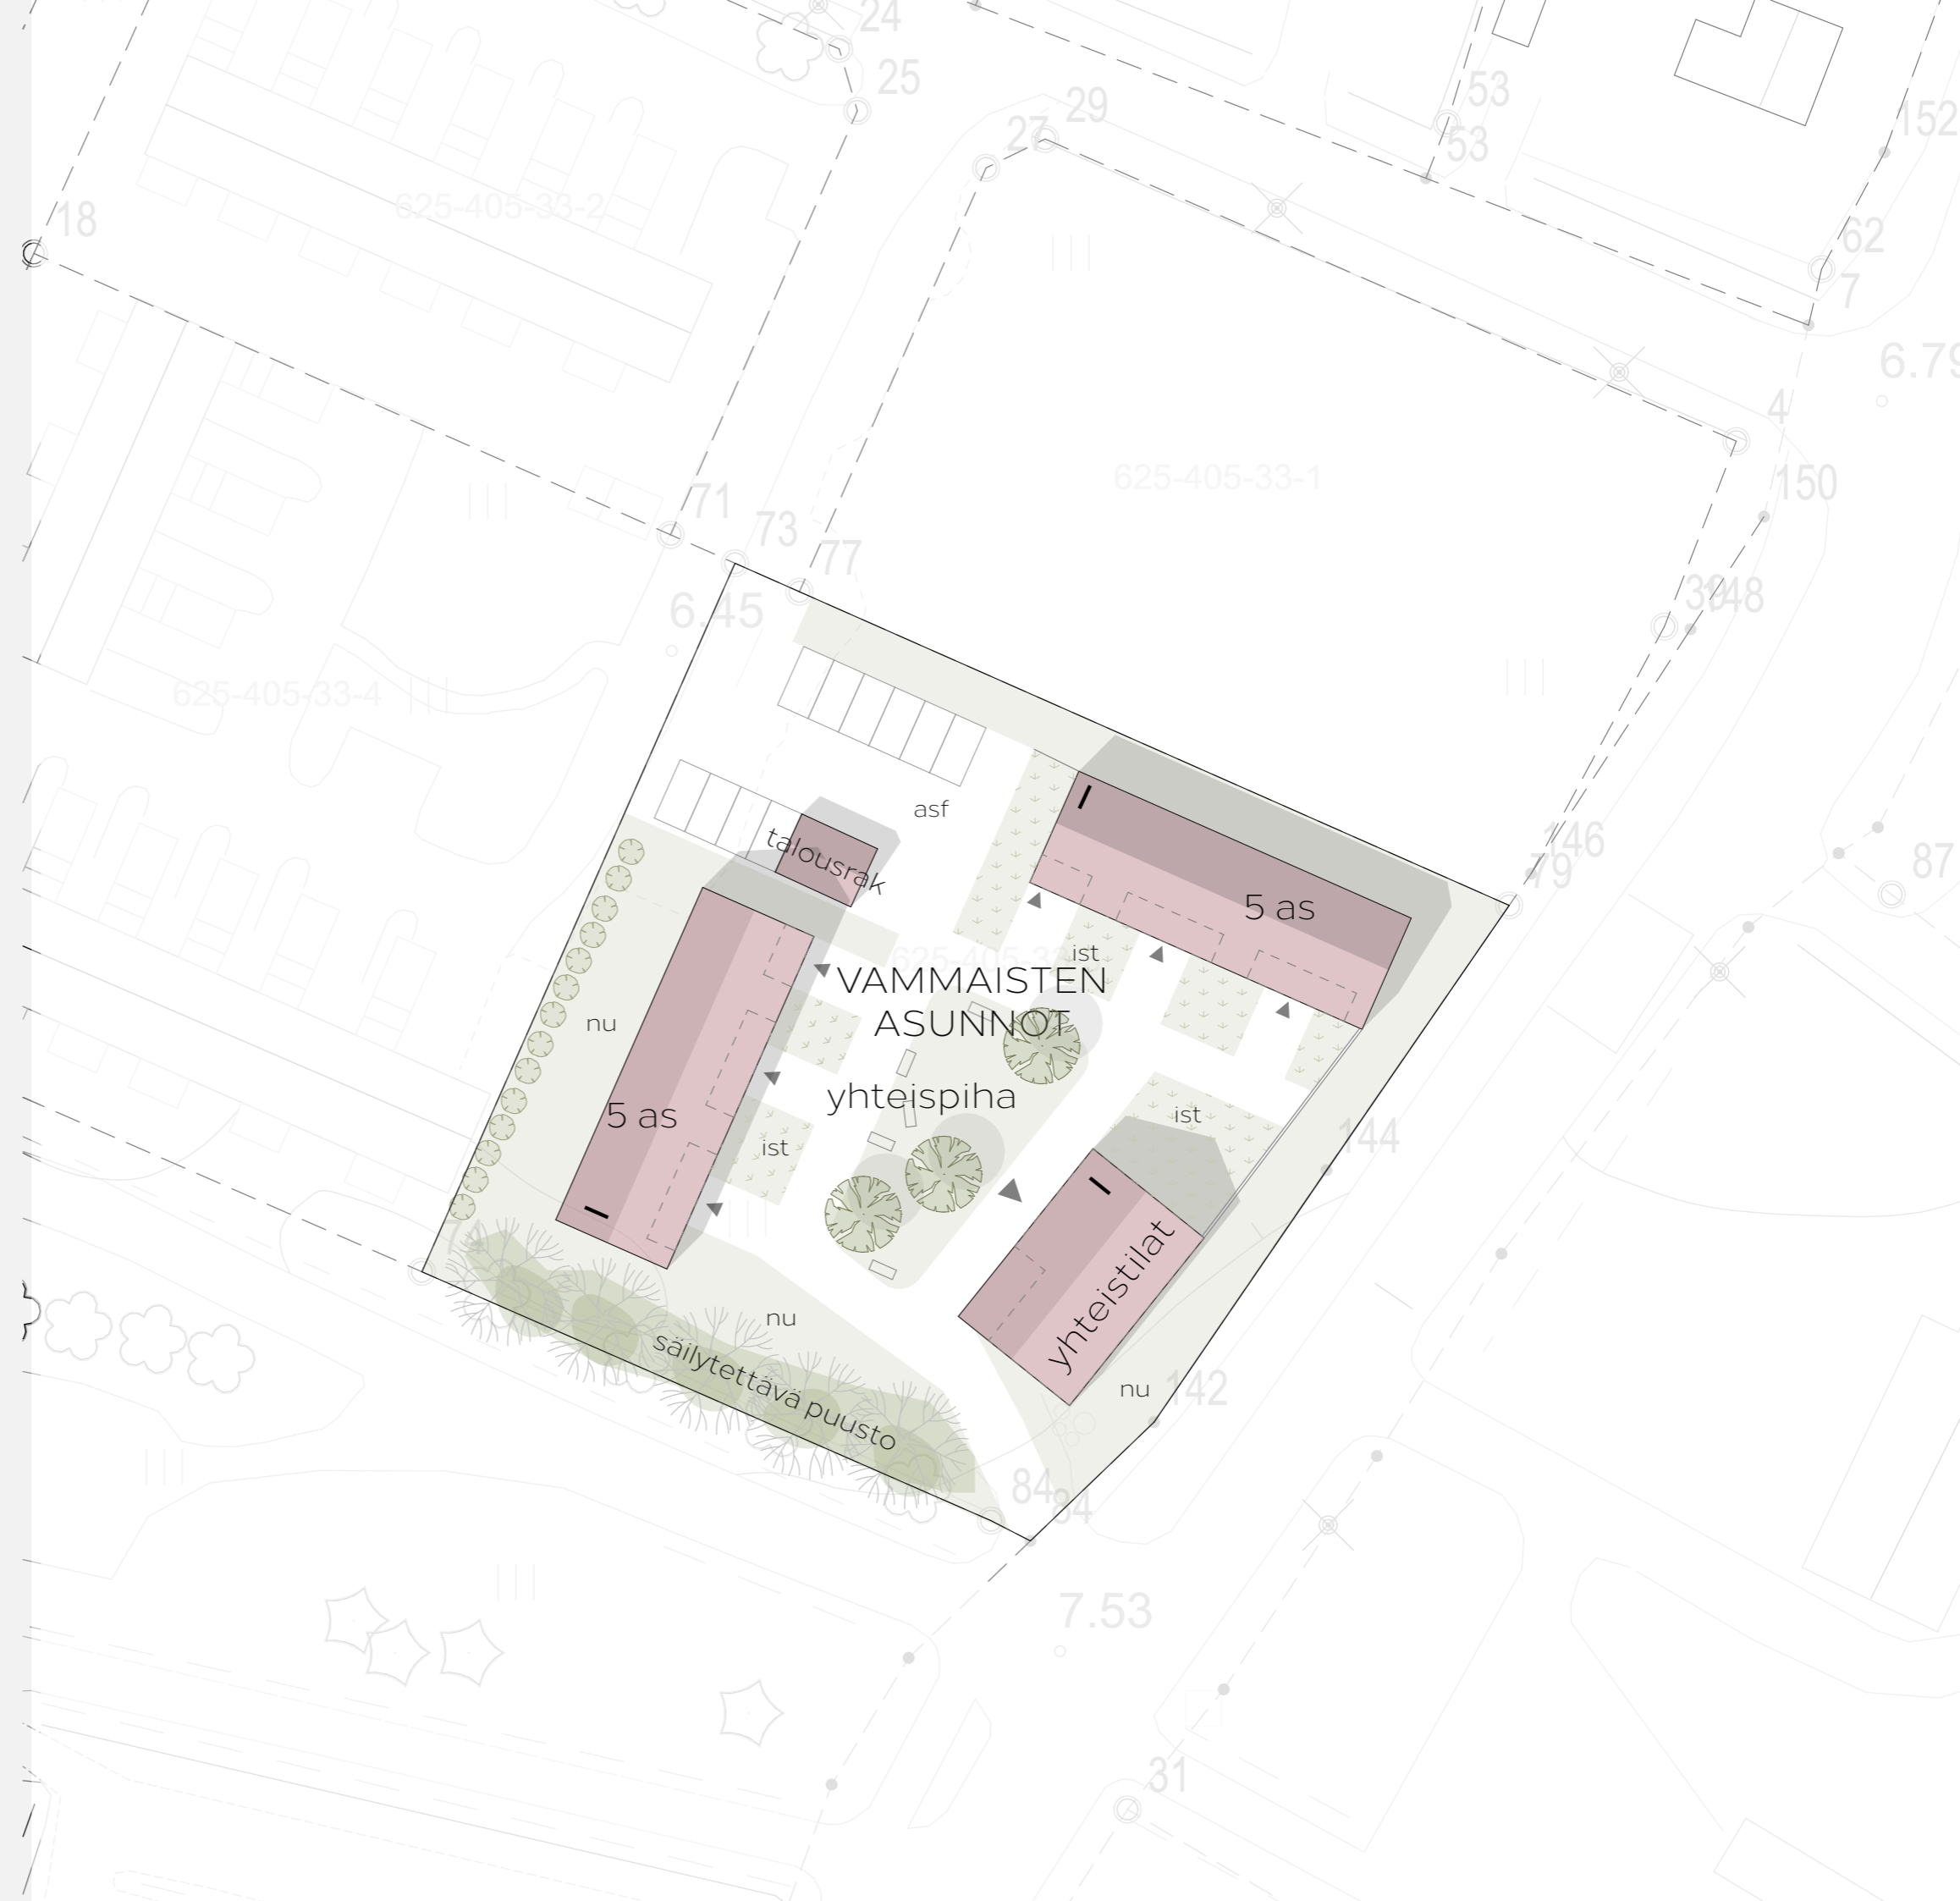 24
25
29
27
53
53
152
18
625-405-33-2
62
7
6.79
4
625-405-33-1
150
71
73
77
6.45
148
625-405-33-4
asf
talousrak
146
79
87
5 as
ist
VAMMAISTEN
ASUNNOT
nu
yhteispiha
5 as
ist
ist
144
yhteistilat
nu
säilytettävä puusto
nu
142
84
84
7.53
31